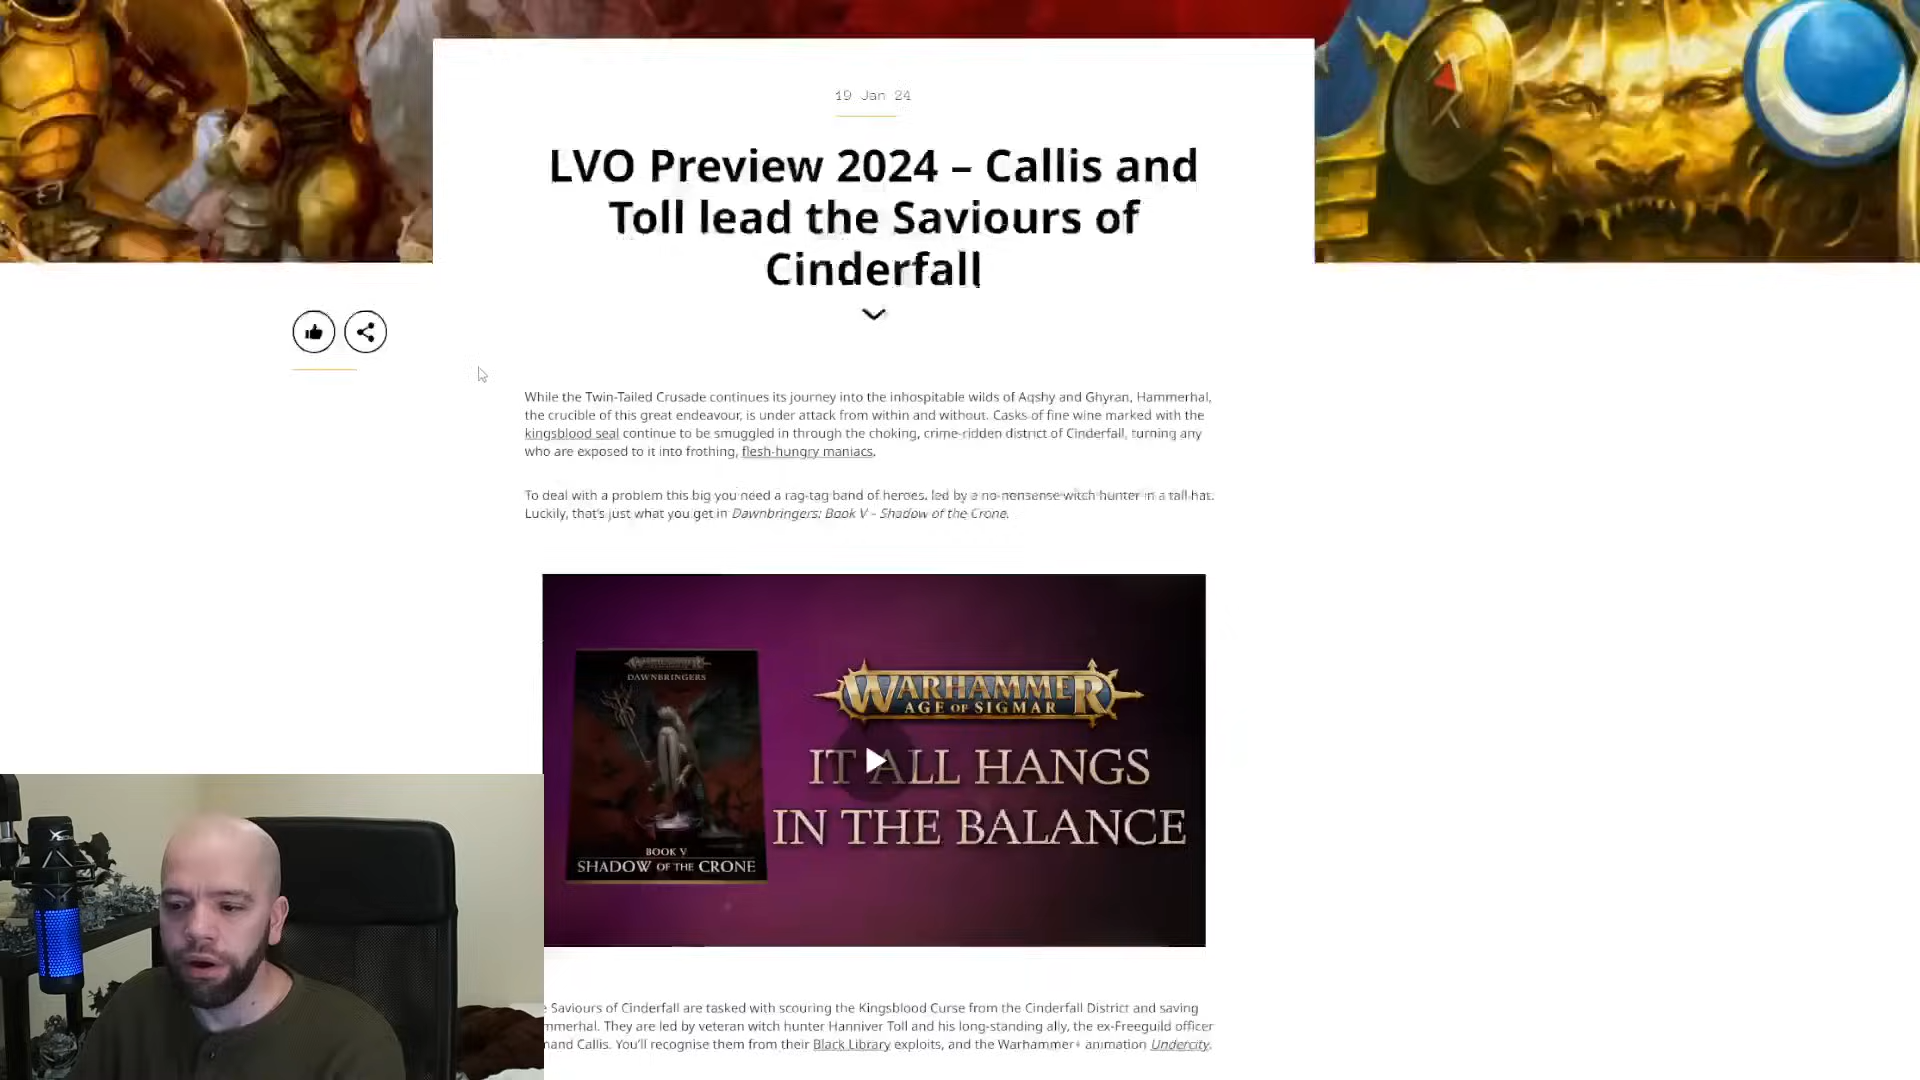 19 Jan 24
LVO Preview 2024 – Callis and
Toll lead the Saviours of
Cinderfall
While the Twin-Tailed Crusade continues its journey into the inhospitable wilds of Aqshy and Ghyran, Hammerhal,
the crucible of this great endeavour, is under attack from within and without. Casks of fine wine marked with the
kingsblood seal continue to be smuggled in through the choking, crime-ridden district of Cinderfall, turning any
who are exposed to it into frothing, flesh-hungry maniacs.
To deal with a problem this big you need a rag-tag band of heroes, led by a no-nonsense witch hunter in a tall hat.
Luckily, that's just what you get in Dawnbringers: Book V – Shadow of the Crone.
WARHAMMER
DAWNBRINGERS
BOOK V
SHADOW OF THE CRONE
WARHAMMER
AGE OF SIGMAR
IT ALL HANGS
IN THE BALANCE
Saviours of Cinderfall are tasked with scouring the Kingsblood Curse from the Cinderfall District and saving
mmerhal. They are led by veteran witch hunter Hanniver Toll and his long-standing ally, the ex-Freeguild officer
mand Callis. You'll recognise them from their Black Library exploits, and the Warhammer+ animation Undercity.